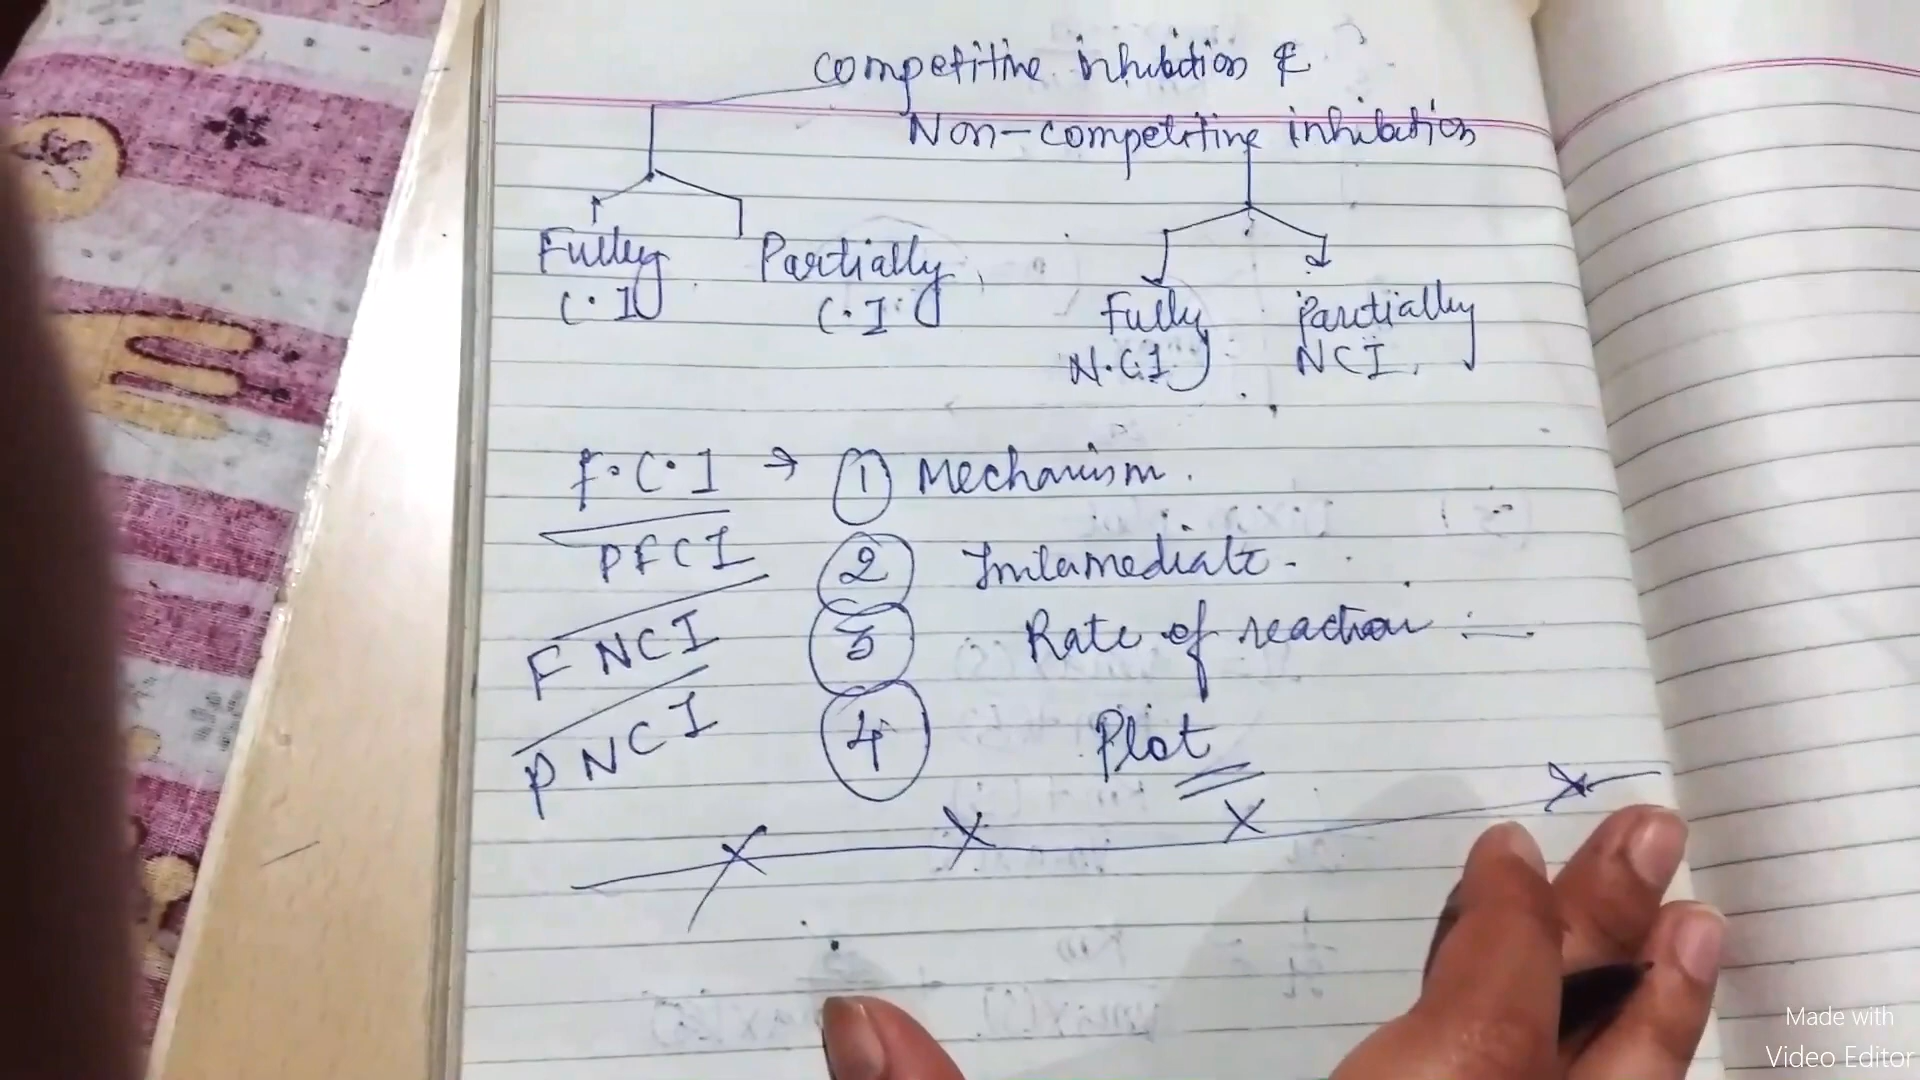 competitive inhibition &
Non-competitive inhibition
Fully
C.I
Partially
C.I.
Fully
N.C.I
Partially
NCI.
F.C.I → ① Mechanism.
PFCI ②
FNCI ③ Rate of reaction :—
PNCI ④ Plot
Made with
Video Editor